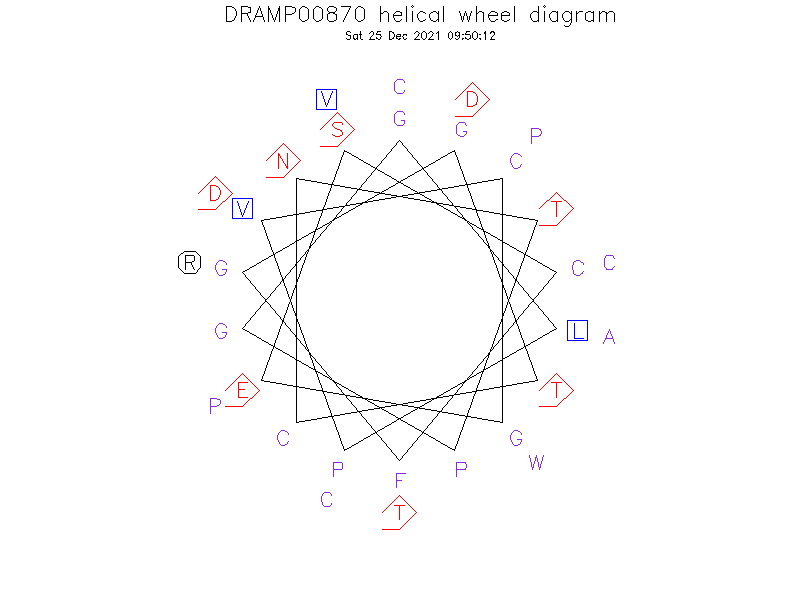 DRAMP00870 helical wheel diagram
Sat 25 Dec 2021 09:50:12
C
V D
G
S G P
N C
D V T
R G C C
G L A
E T
P
C G
W
P F P
C
T